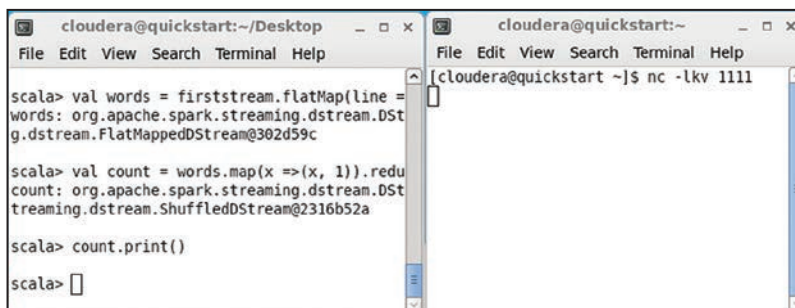 cloudera@quickstart:~/Desktop
File Edit View Search Terminal Help
scala> val words = firststream.flatMap(line =
words: org.apache.spark.streaming.dstream.DSt
g.dstream.FlatMappedDStream@302d59c
scala> val count = words.map(x =>(x, 1)).redu
count: org.apache.spark.streaming.dstream.DSt
treaming.dstream.ShuffledDStream@2316b52a
scala> count.print()
scala>
cloudera@quickstart:~
File Edit View Search Terminal Help
[cloudera@quickstart ~]$ nc -lkv 1111